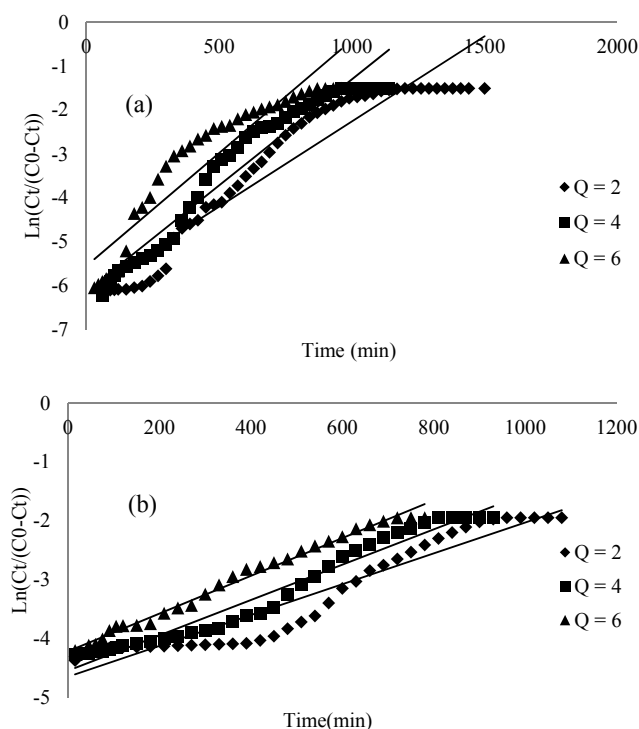 0
0 500 1000 1500 2000
-1
-2
-3
-4
-5
-6
-7
(a)
Ln(Ct/(C0-Ct))
Q = 2
Q = 4
Q = 6
Time (min)
0
0 200 400 600 800 1000 1200
-1
-2
-3
-4
-5
(b)
Ln(Ct/(C0-Ct))
Q = 2
Q = 4
Q = 6
Time(min)